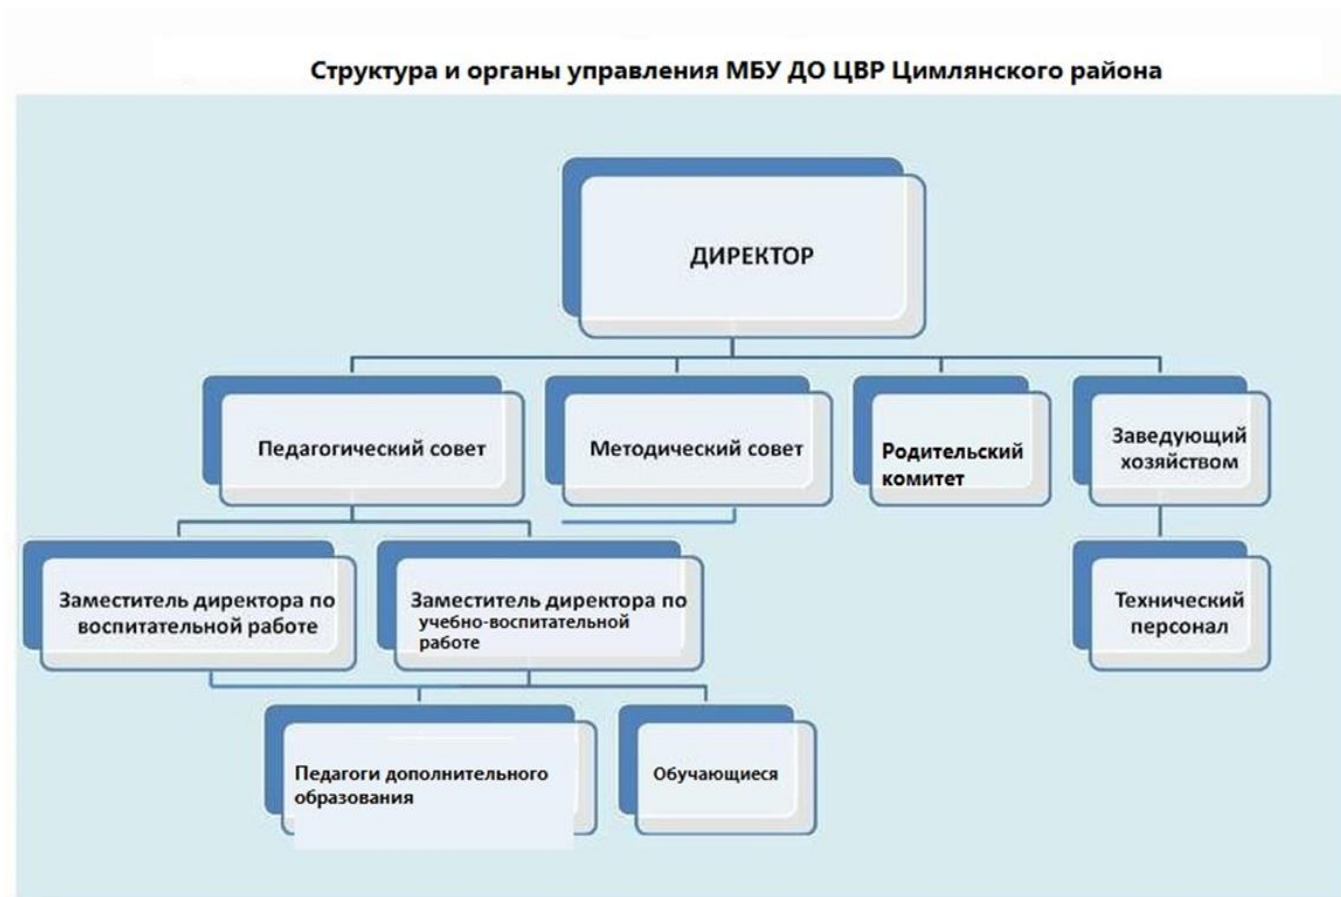 Структура и органы управления МБУ ДО ЦВР Цимлянского района
ДИРЕКТОР
Педагогический совет
Методический совет
Родительский
комитет
Заведующий
хозяйством
Заместитель директора по
воспитательной работе
Заместитель директора по
учебно-воспитательной
работе
Технический
персонал
Педагоги дополнительного
образования
Обучающиеся